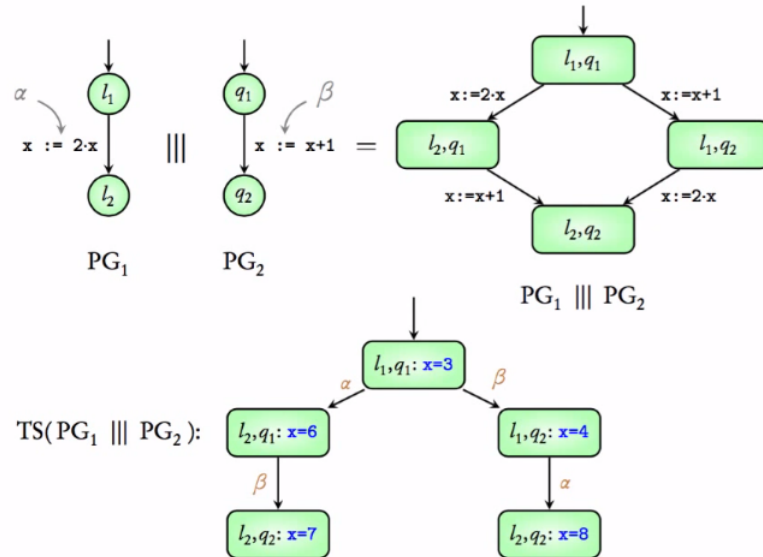 l₁,q₁
α
l₁
q₁
β
x:=2·x
x:=x+1
x := 2·x
|||
x := x+1
=
l₂,q₁
l₁,q₂
l₂
q₂
x:=x+1
x:=2·x
l₂,q₂
PG₁
PG₂
PG₁ ||| PG₂
l₁,q₁: x=3
α
β
TS(PG₁ ||| PG₂):
l₂,q₁: x=6
l₁,q₂: x=4
β
α
l₂,q₂: x=7
l₂,q₂: x=8